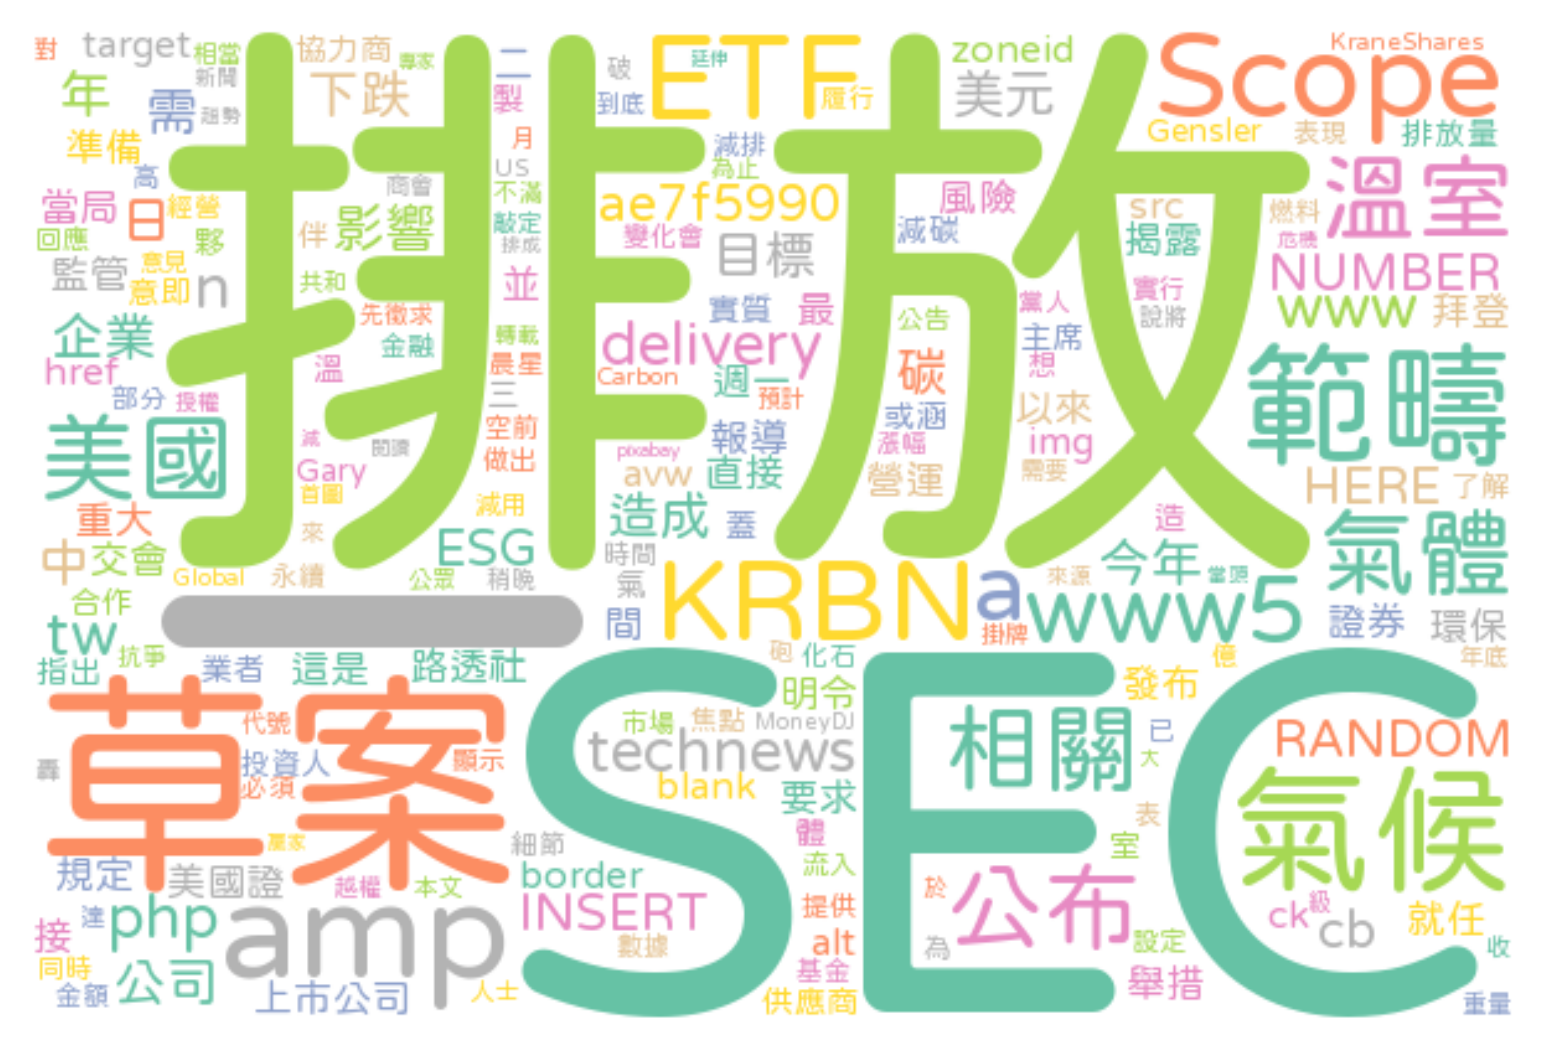 對
target
相當
協力商
專家
二
破
ETF
延伸
zoneid
Scope
KraneShares
新聞
年
需
趨勢
下跌
製
到底
履行
美元
Gensler
表現
排放量
準備
月
減排
為止
排放
高
US
商會
不滿
ae7f5990
風險
src
燃料
溫室
當局
日
經營
夥
伴
影響
敲定
排成
變化會
目標
減碳
揭露
危機
回應
監管
意見
意即
n
共和
並
實質
最
黨人
實行
說將
NUMBER
www
拜登
企業
先徵求
金融
轉載
delivery
公告
主席
href
溫
晨星
Carbon
週一
預計
碳
想
範疇
部分
授權
三
或涵
以來
美國
減
閱讀
空前
做出
報導
漲幅
img
pixabay
Gary
首圖
avw
直接
營運
需要
HERE
了解
重大
減用
造成
蓋
造
氣體
中
交會
來
ESG
時間
今年
Global
永續
公眾
稍晚
氣
KRBN
a
來源
當頭
www5
合作
間
掛牌
證券
環保
tw
抗爭
一
指出
業者
這是
路透社
砲
化石
億
年底
草案
SEC
明令
發布
代號
市場
焦點
MoneyDJ
相關
已
RANDOM
轟
投資人
顯示
technews
大
必須
blank
要求
氣候
細節
體
表
室
規定
美國證
越權
本文
border
流入
公布
於
接
達
php
amp
INSERT
提供
ck
級
cb
就任
數據
alt
為
設定
收
同時
公司
基金
金額
上市公司
人士
供應商
舉措
重量